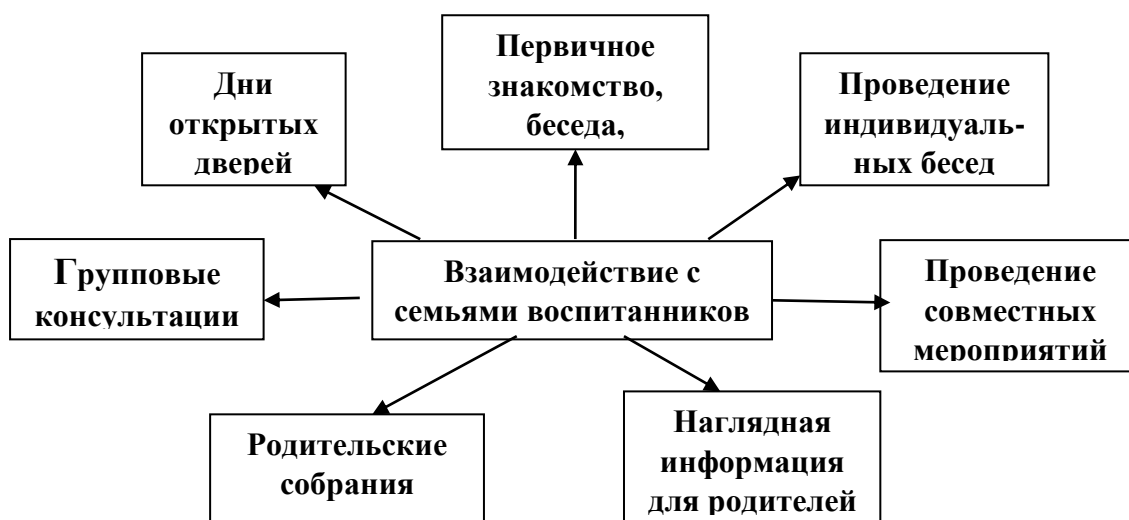 Дни
открытых
дверей
Первичное
знакомство,
беседа,
Проведение
индивидуаль-
ных бесед
Групповые
консультации
Взаимодействие с
семьями воспитанников
Проведение
совместных
мероприятий
Родительские
собрания
Наглядная
информация
для родителей